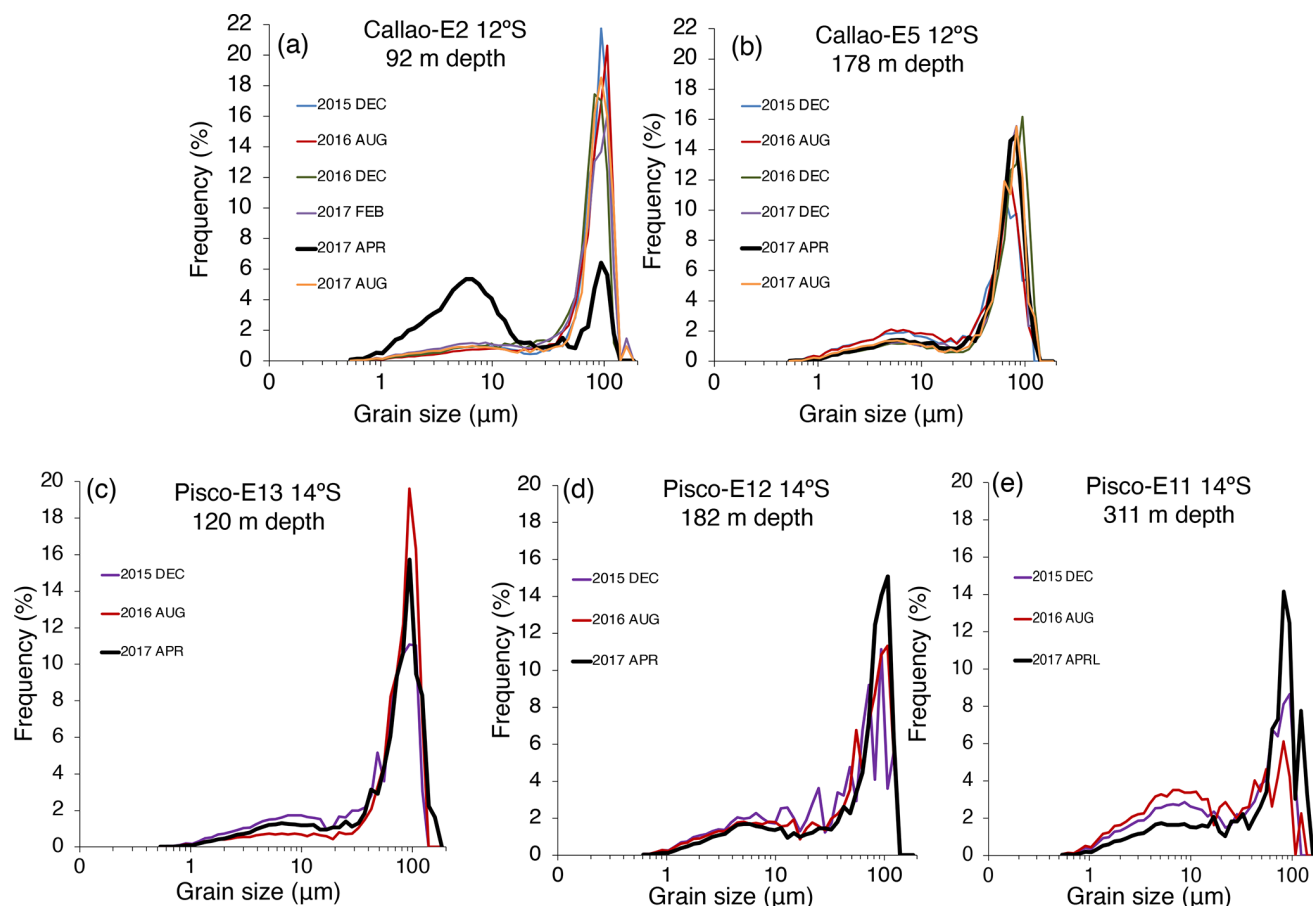 (a)
Callao-E2 12ºS
92 m depth
Frequency (%)
22
20
18
16
14
12
10
8
6
4
2
0
2015 DEC
2016 AUG
2016 DEC
2017 FEB
2017 APR
2017 AUG
0 1 10 100
Grain size (µm)
(b)
Callao-E5 12ºS
178 m depth
Frequency (%)
22
20
18
16
14
12
10
8
6
4
2
0
2015 DEC
2016 AUG
2016 DEC
2017 DEC
2017 APR
2017 AUG
0 1 10 100
Grain size (µm)
(c)
Pisco-E13 14ºS
120 m depth
Frequency (%)
20
18
16
14
12
10
8
6
4
2
0
2015 DEC
2016 AUG
2017 APR
0 1 10 100
Grain size (µm)
(d)
Pisco-E12 14ºS
182 m depth
Frequency (%)
20
18
16
14
12
10
8
6
4
2
0
2015 DEC
2016 AUG
2017 APR
0 1 10 100
Grain size (µm)
(e)
Pisco-E11 14ºS
311 m depth
Frequency (%)
20
18
16
14
12
10
8
6
4
2
0
2015 DEC
2016 AUG
2017 APRL
0 1 10 100
Grain size (µm)